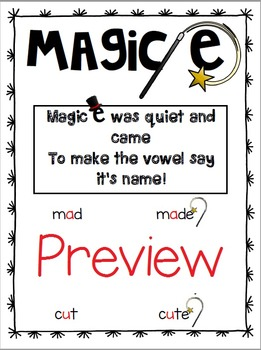 MAGIC e
Magic e was quiet and
came
To make the vowel say
it's name!
mad made
Preview
cut cute